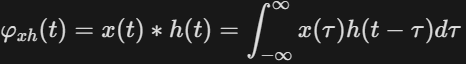 φ_{xh}(t) = x(t) * h(t) = ∫_{-∞}^{∞} x(τ)h(t − τ)dτ